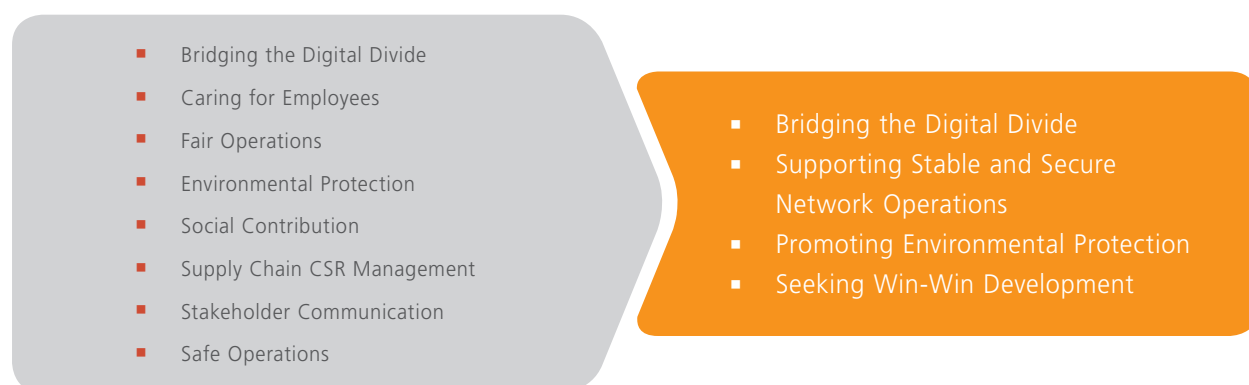 Bridging the Digital Divide
Caring for Employees
Fair Operations
Environmental Protection
Social Contribution
Supply Chain CSR Management
Stakeholder Communication
Safe Operations
Bridging the Digital Divide
Supporting Stable and Secure
Network Operations
Promoting Environmental Protection
Seeking Win-Win Development